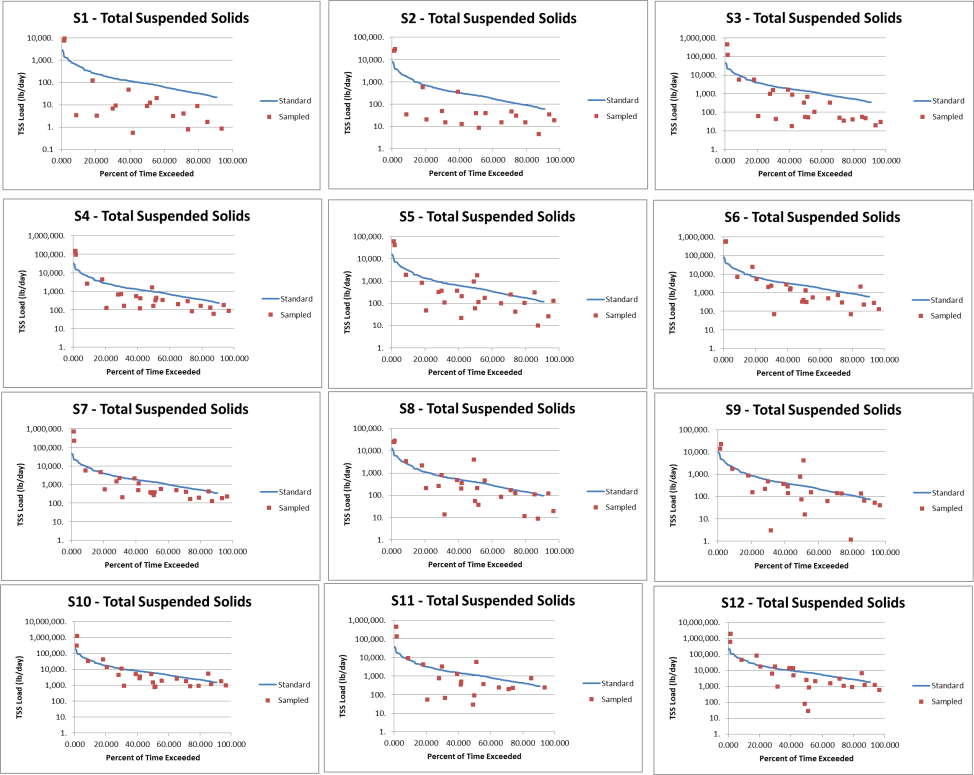 S1 - Total Suspended Solids
10,000.
1,000.
100.
10.
1.
0.1
TSS Load (lb/day)
0.000 20.000 40.000 60.000 80.000 100.000
Percent of Time Exceeded
Standard
Sampled
S2 - Total Suspended Solids
100,000.
10,000.
1,000.
100.
10.
1.
TSS Load (lb/day)
0.000 20.000 40.000 60.000 80.000 100.000
Percent of Time Exceeded
Standard
Sampled
S3 - Total Suspended Solids
1,000,000.
100,000.
10,000.
1,000.
100.
10.
1.
TSS Load (lb/day)
0.000 20.000 40.000 60.000 80.000 100.000
Percent of Time Exceeded
Standard
Sampled
S4 - Total Suspended Solids
1,000,000.
100,000.
10,000.
1,000.
100.
10.
1.
TSS Load (lb/day)
0.000 20.000 40.000 60.000 80.000 100.000
Percent of Time Exceeded
Standard
Sampled
S5 - Total Suspended Solids
100,000.
10,000.
1,000.
100.
10.
1.
TSS Load (lb/day)
0.000 20.000 40.000 60.000 80.000 100.000
Percent of Time Exceeded
Standard
Sampled
S6 - Total Suspended Solids
1,000,000.
100,000.
10,000.
1,000.
100.
10.
1.
TSS Load (lb/day)
0.000 20.000 40.000 60.000 80.000 100.000
Percent of Time Exceeded
Standard
Sampled
S7 - Total Suspended Solids
1,000,000.
100,000.
10,000.
1,000.
100.
10.
1.
TSS Load (lb/day)
0.000 20.000 40.000 60.000 80.000 100.000
Percent of Time Exceeded
Standard
Sampled
S8 - Total Suspended Solids
100,000.
10,000.
1,000.
100.
10.
1.
TSS Load (lb/day)
0.000 20.000 40.000 60.000 80.000 100.000
Percent of Time Exceeded
Standard
Sampled
S9 - Total Suspended Solids
100,000.
10,000.
1,000.
100.
10.
1.
TSS Load (lb/day)
0.000 20.000 40.000 60.000 80.000 100.000
Percent of Time Exceeded
Standard
Sampled
S10 - Total Suspended Solids
10,000,000.
1,000,000.
100,000.
10,000.
1,000.
100.
10.
1.
TSS Load (lb/day)
0.000 20.000 40.000 60.000 80.000 100.000
Percent of Time Exceeded
Standard
Sampled
S11 - Total Suspended Solids
1,000,000.
100,000.
10,000.
1,000.
100.
10.
1.
TSS Load (lb/day)
0.000 20.000 40.000 60.000 80.000 100.000
Percent of Time Exceeded
Standard
Sampled
S12 - Total Suspended Solids
10,000,000.
1,000,000.
100,000.
10,000.
1,000.
100.
10.
1.
TSS Load (lb/day)
0.000 20.000 40.000 60.000 80.000 100.000
Percent of Time Exceeded
Standard
Sampled